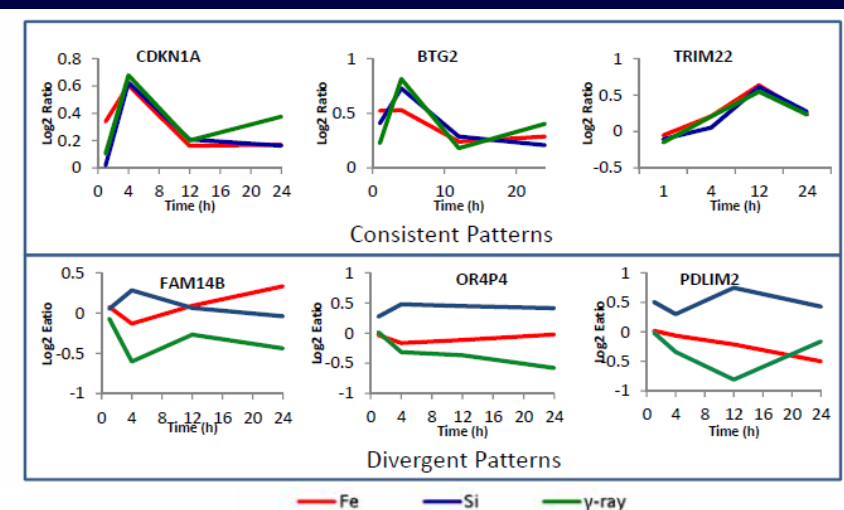 CDKN1A
BTG2
TRIM22
0.8
0.6
0.4
0.2
0
Log2 Ratio
0 4 8 12 16 20 24
Time (h)
1
0.5
0
Log2 Ratio
0 10 20
Time (h)
1
0.5
0
-0.5
Log2 Ratio
1 4 12 24
Time (h)
Consistent Patterns
FAM14B
OR4P4
PDLIM2
0.5
0
-0.5
-1
Log2 Eatio
0 4 8 12 16 20 24
Time (h)
1
0.5
0
-0.5
-1
Log2 Eatio
0 4 8 12 16 20 24
Time (h)
1
0.5
0
-0.5
-1
Log2 Eatio
0 4 8 12 16 20 24
Time (h)
Divergent Patterns
Fe Si γ-ray